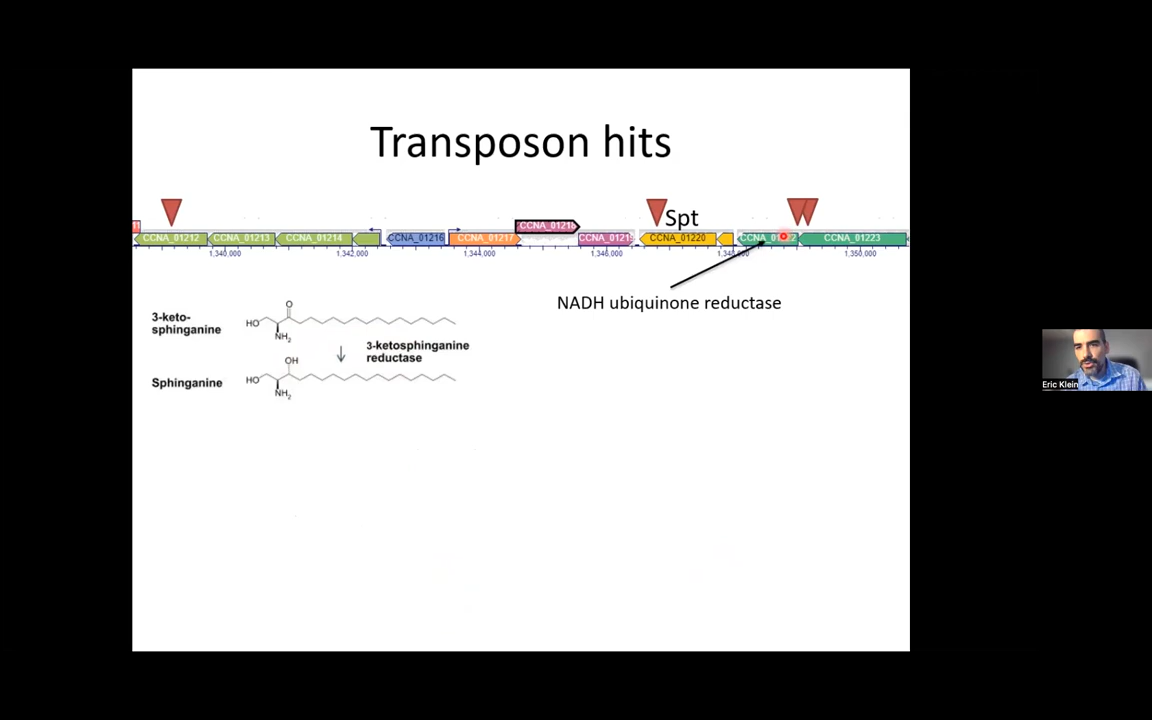 Transposon hits
Spt
CCNA_01212
CCNA_01213
CCNA_01214
CCNA_01216
CCNA_01217
CCNA_01218
CCNA_01219
CCNA_01220
CCNA_01223
1,340,000
1,342,000
1,344,000
1,346,000
1,350,000
NADH ubiquinone reductase
3-keto-
sphinganine
O
HO
NH2
3-ketosphinganine
reductase
OH
Sphinganine
HO
NH2
Eric Klein